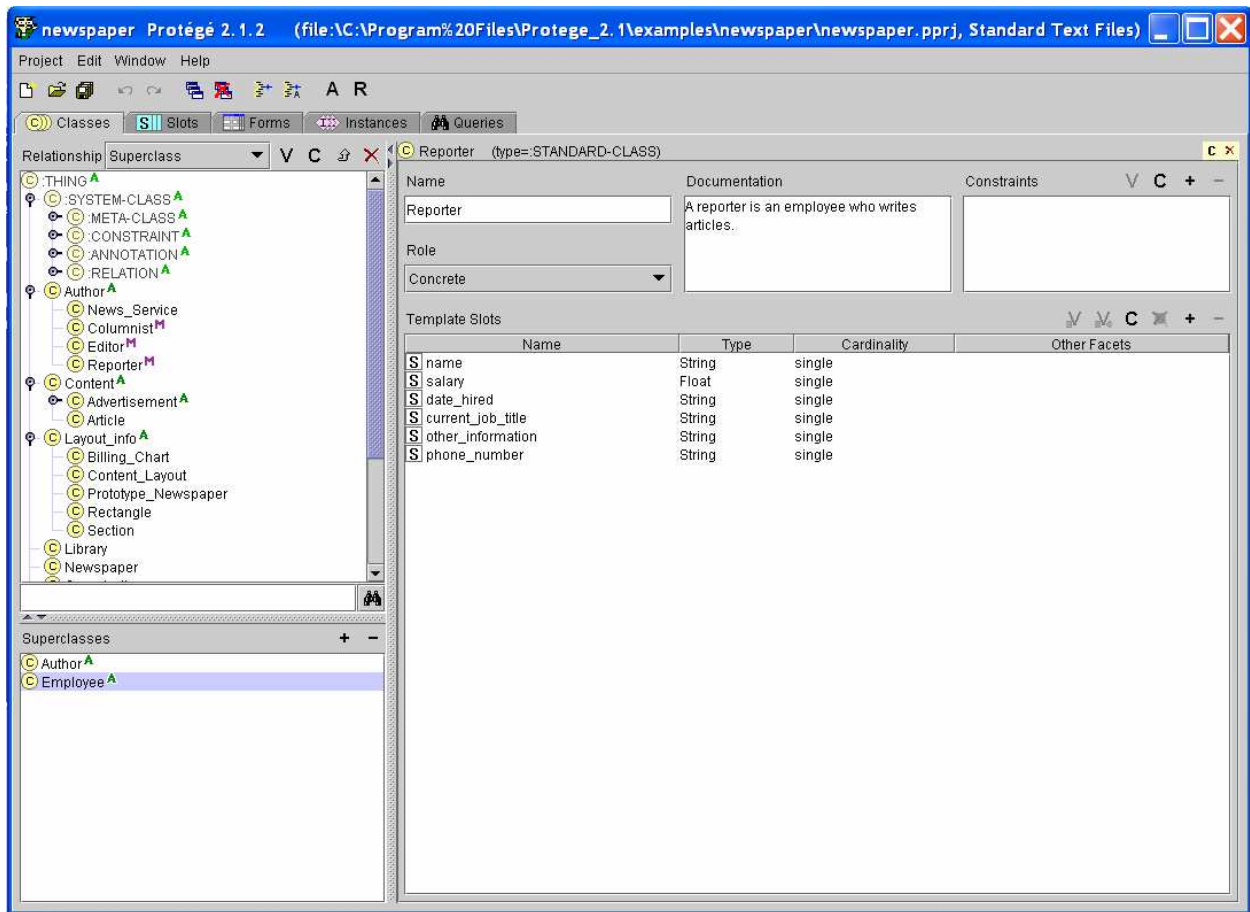 newspaper Protégé 2.1.2 (file:\C:\Program%20Files\Protege_2.1\examples\newspaper\newspaper.pprj, Standard Text Files)
Project Edit Window Help
A R
C Classes S Slots Forms Instances Queries
Relationship Superclass V C
C :THING A
C :SYSTEM-CLASS A
C :META-CLASS A
C :CONSTRAINT A
C :ANNOTATION A
C :RELATION A
C Author A
C News_Service
C Columnist M
C Editor M
C Reporter M
C Content A
C Advertisement A
C Article
C Layout_info A
C Billing_Chart
C Content_Layout
C Prototype_Newspaper
C Rectangle
C Section
C Library
C Newspaper
Superclasses + -
C Author A
C Employee A
C Reporter (type=:STANDARD-CLASS) C ×
Name Documentation Constraints V C + -
Reporter A reporter is an employee who writes
articles.
Role
Concrete
Template Slots V V C + -
Name Type Cardinality Other Facets
S name String single
S salary Float single
S date_hired String single
S current_job_title String single
S other_information String single
S phone_number String single